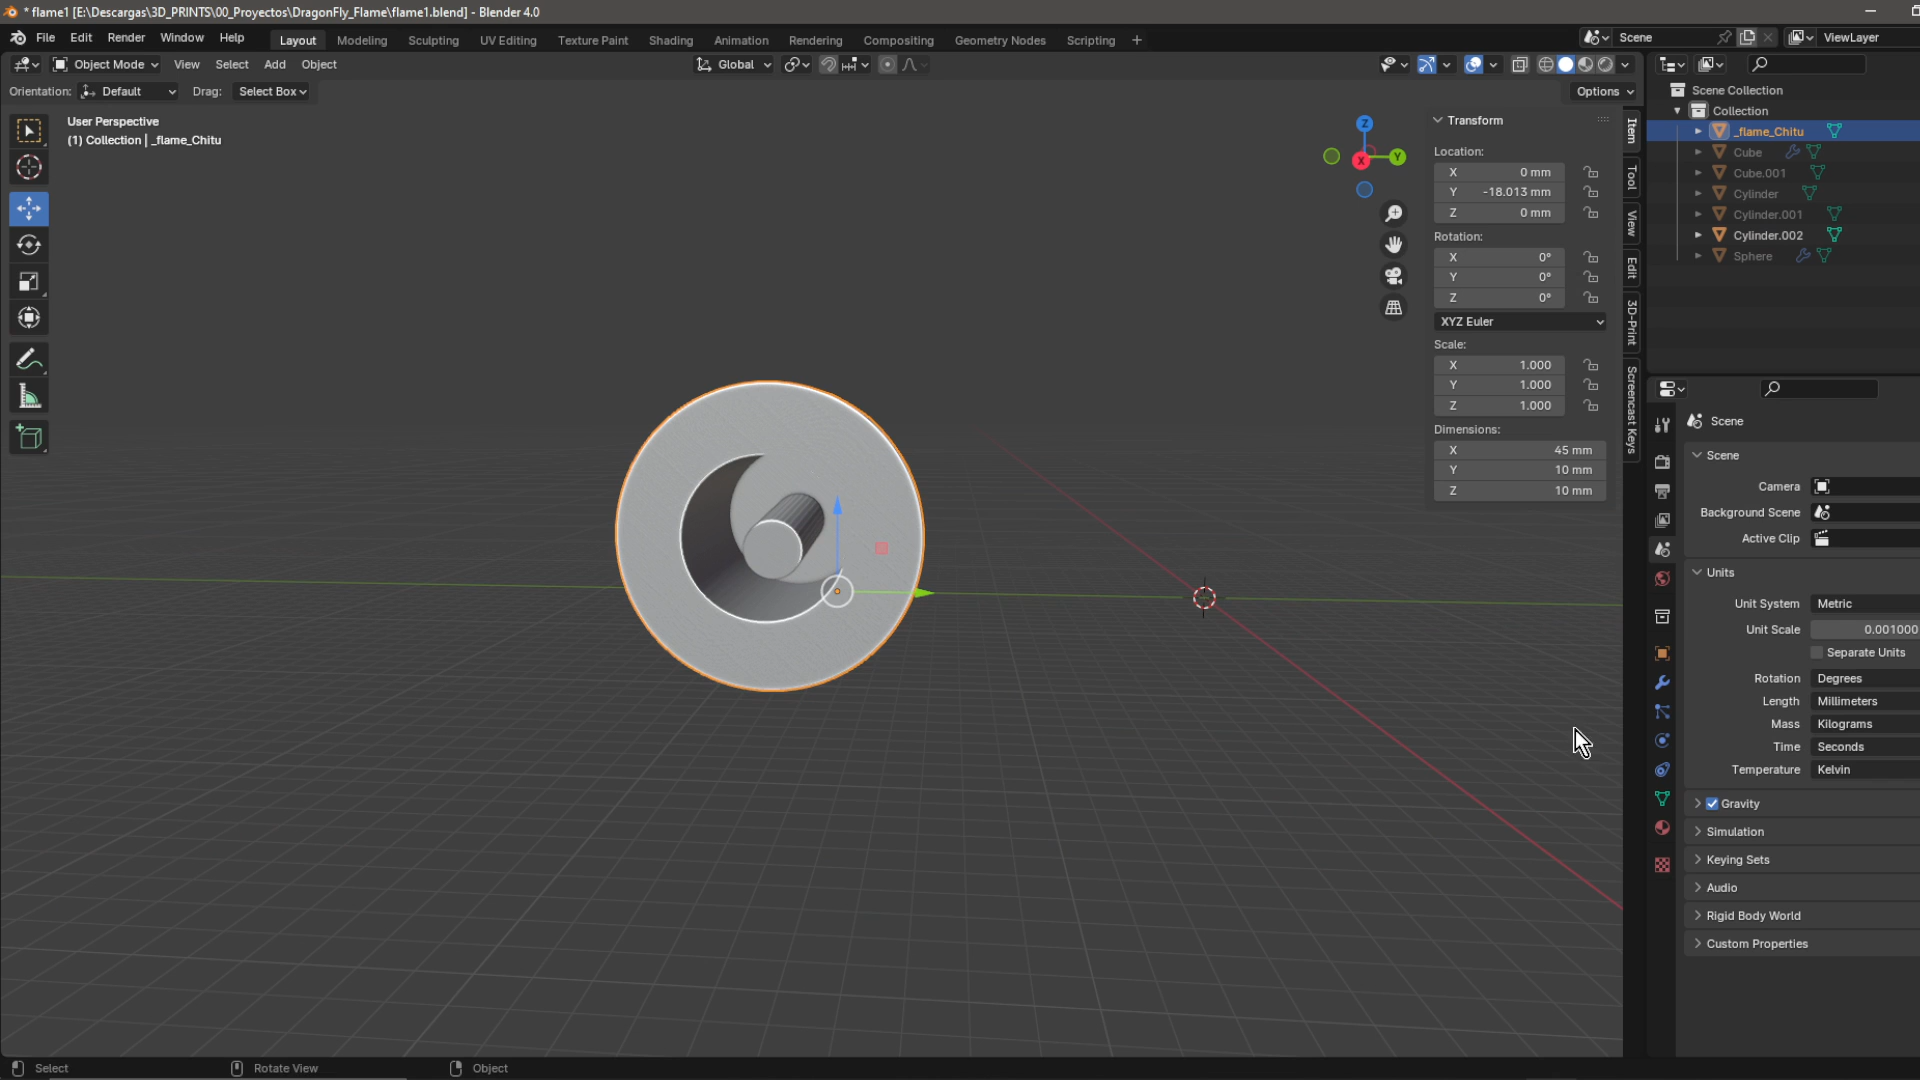 * flame1 [E:\Descargas\3D_PRINTS\00_Proyectos\DragonFly_Flame\flame1.blend] - Blender 4.0
File Edit Render Window Help Layout Modeling Sculpting UV Editing Texture Paint Shading Animation Rendering Compositing Geometry Nodes Scripting + Scene ViewLayer
Object Mode View Select Add Object Global
Orientation: Default Drag: Select Box Options
User Perspective
(1) Collection | _flame_Chitu
Z
Y
X
Transform
Location:
X 0 mm
Y -18.013 mm
Z 0 mm
Rotation:
X 0°
Y 0°
Z 0°
XYZ Euler
Scale:
X 1.000
Y 1.000
Z 1.000
Dimensions:
X 45 mm
Y 10 mm
Z 10 mm
Item
Tool
View
Edit
3D-Print
Screencast Keys
Scene Collection
Collection
_flame_Chitu
Cube
Cube.001
Cylinder
Cylinder.001
Cylinder.002
Sphere
Scene
Scene
Camera
Background Scene
Active Clip
Units
Unit System Metric
Unit Scale 0.001000
Separate Units
Rotation Degrees
Length Millimeters
Mass Kilograms
Time Seconds
Temperature Kelvin
Gravity
Simulation
Keying Sets
Audio
Rigid Body World
Custom Properties
Select Rotate View Object